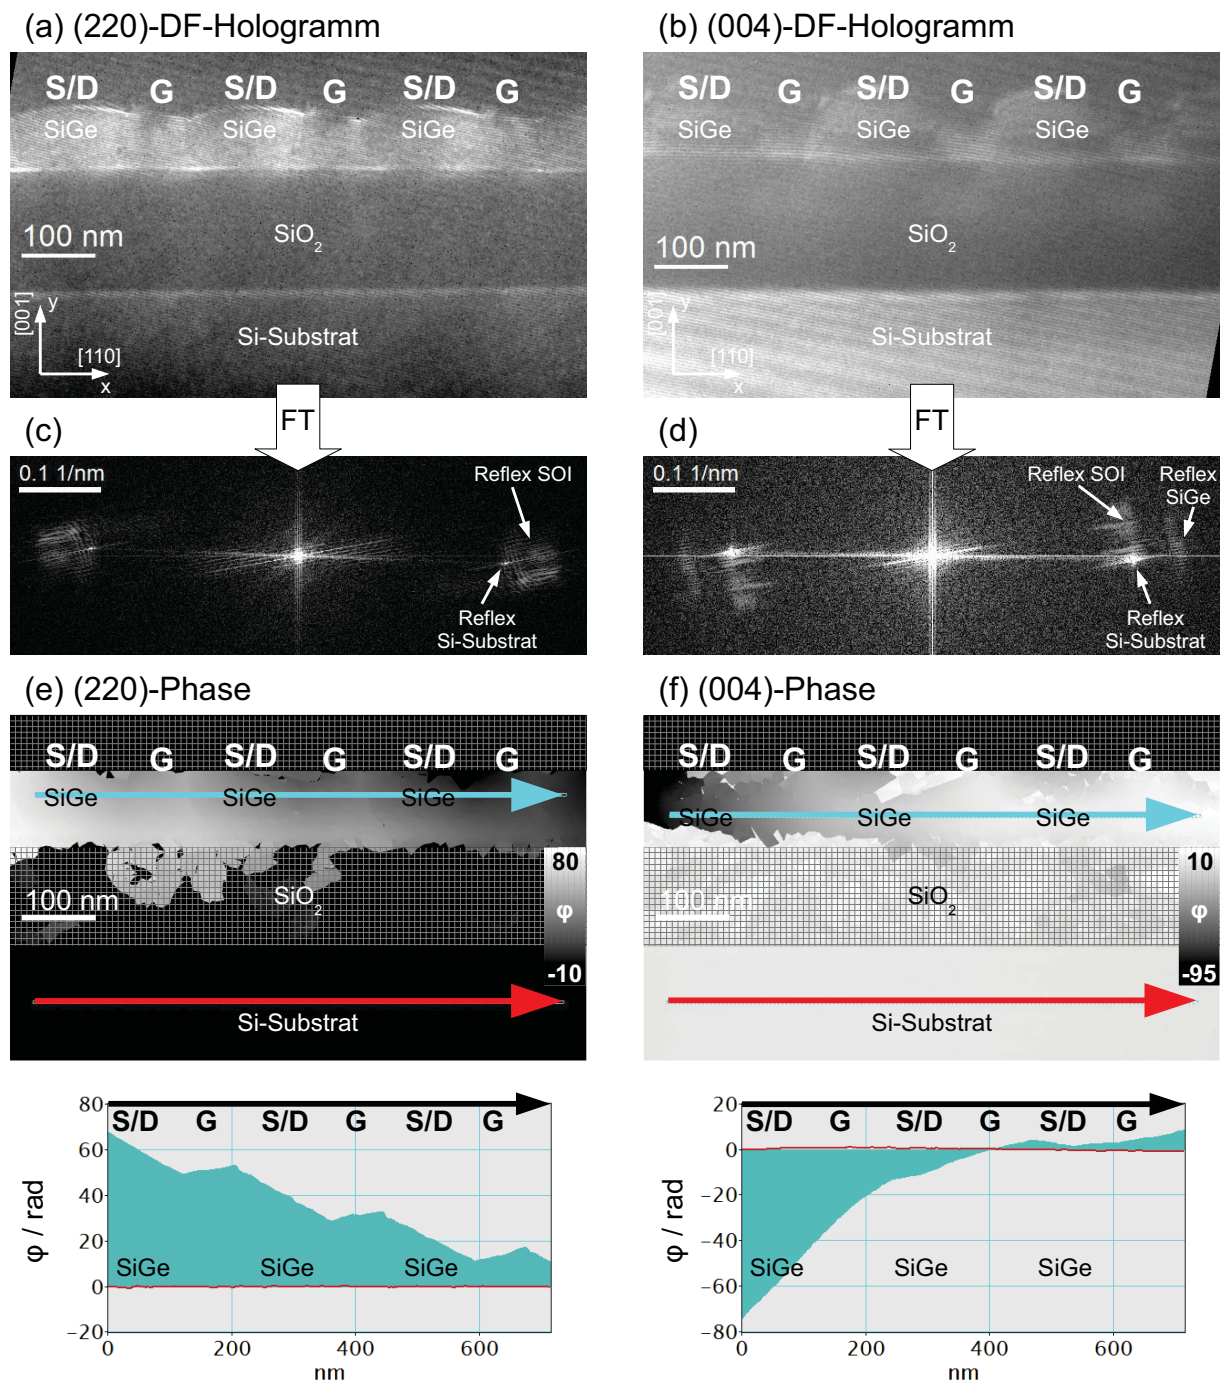 (a) (220)-DF-Hologramm
(b) (004)-DF-Hologramm
S/D G S/D G S/D G
SiGe SiGe SiGe
SiO2
100 nm
[001] y
Si-Substrat
[110]
x
S/D G S/D G S/D G
SiGe SiGe SiGe
SiO2
100 nm
[001] y
Si-Substrat
[110]
x
FT
FT
(c)
0.1 1/nm
Reflex SOI
Reflex
Si-Substrat
(d)
0.1 1/nm
Reflex SOI
Reflex
SiGe
Reflex
Si-Substrat
(e) (220)-Phase
(f) (004)-Phase
S/D G S/D G S/D G
SiGe SiGe SiGe
80
φ
-10
100 nm
SiO2
Si-Substrat
S/D G S/D G S/D G
SiGe SiGe SiGe
10
φ
-95
100 nm
SiO2
Si-Substrat
80
60
40
20
0
−20
φ / rad
S/D G S/D G S/D G
SiGe SiGe SiGe
0 200 400 600
nm
20
0
−20
−40
−60
−80
φ / rad
S/D G S/D G S/D G
SiGe SiGe SiGe
0 200 400 600
nm